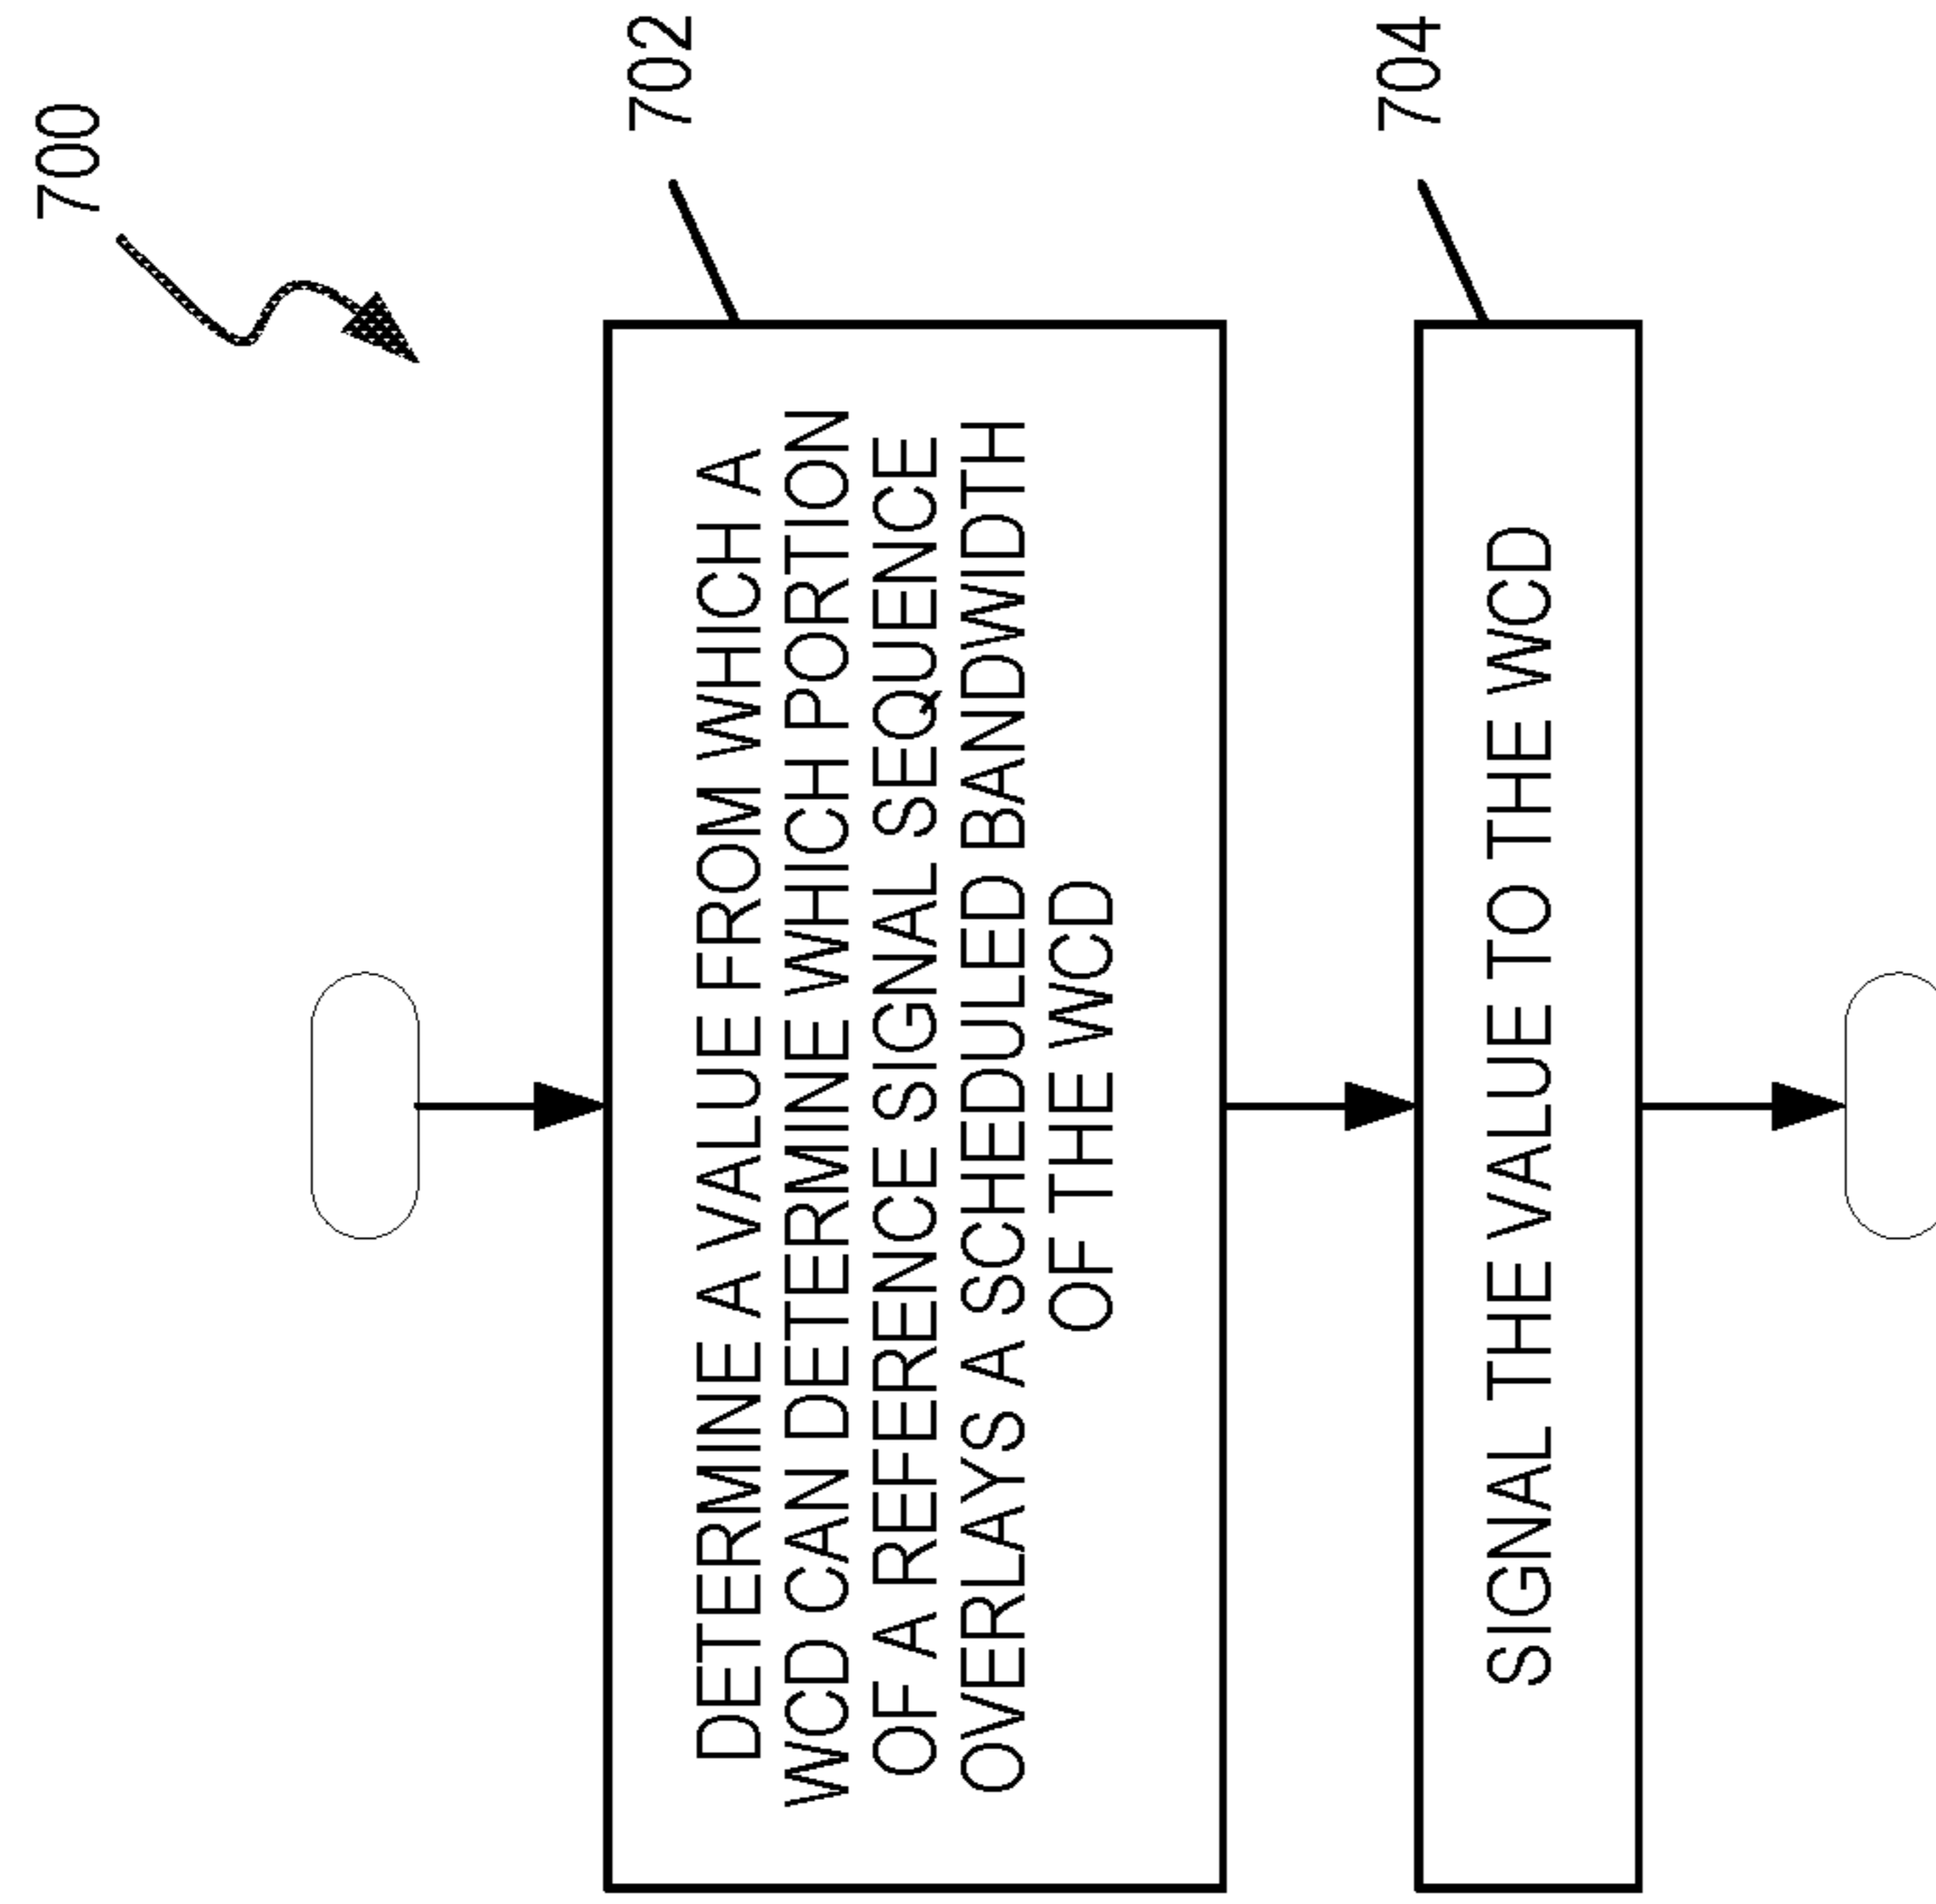 700
702
DETERMINE A VALUE FROM WHICH A
WCD CAN DETERMINE WHICH PORTION
OF A REFERENCE SIGNAL SEQUENCE
OVERLAYS A SCHEDULED BANDWIDTH
OF THE WCD
704
SIGNAL THE VALUE TO THE WCD